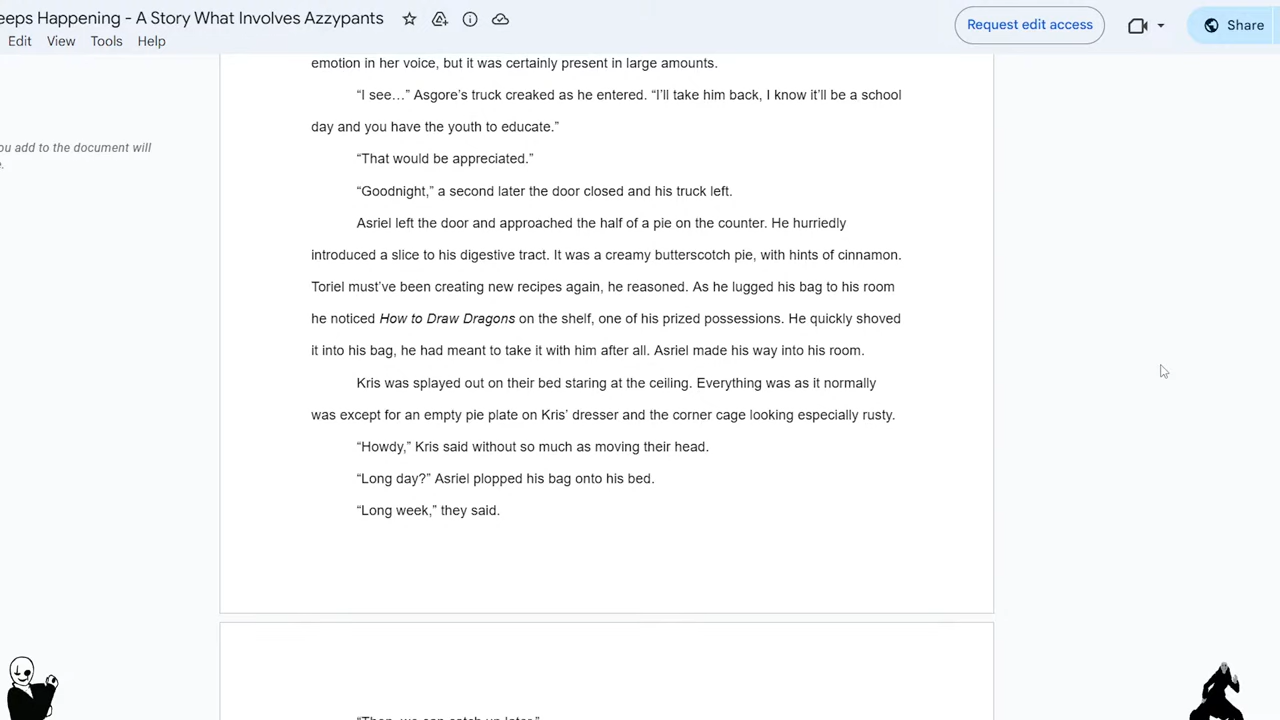 eeps Happening - A Story What Involves Azzypants
Request edit access
Share
Edit View Tools Help
ou add to the document will
e.
emotion in her voice, but it was certainly present in large amounts.
“I see…” Asgore’s truck creaked as he entered. “I’ll take him back, I know it’ll be a school
day and you have the youth to educate.”
“That would be appreciated.”
“Goodnight,” a second later the door closed and his truck left.
Asriel left the door and approached the half of a pie on the counter. He hurriedly
introduced a slice to his digestive tract. It was a creamy butterscotch pie, with hints of cinnamon.
Toriel must’ve been creating new recipes again, he reasoned. As he lugged his bag to his room
he noticed How to Draw Dragons on the shelf, one of his prized possessions. He quickly shoved
it into his bag, he had meant to take it with him after all. Asriel made his way into his room.
Kris was splayed out on their bed staring at the ceiling. Everything was as it normally
was except for an empty pie plate on Kris’ dresser and the corner cage looking especially rusty.
“Howdy,” Kris said without so much as moving their head.
“Long day?” Asriel plopped his bag onto his bed.
“Long week,” they said.
“Then, we can catch up later.”